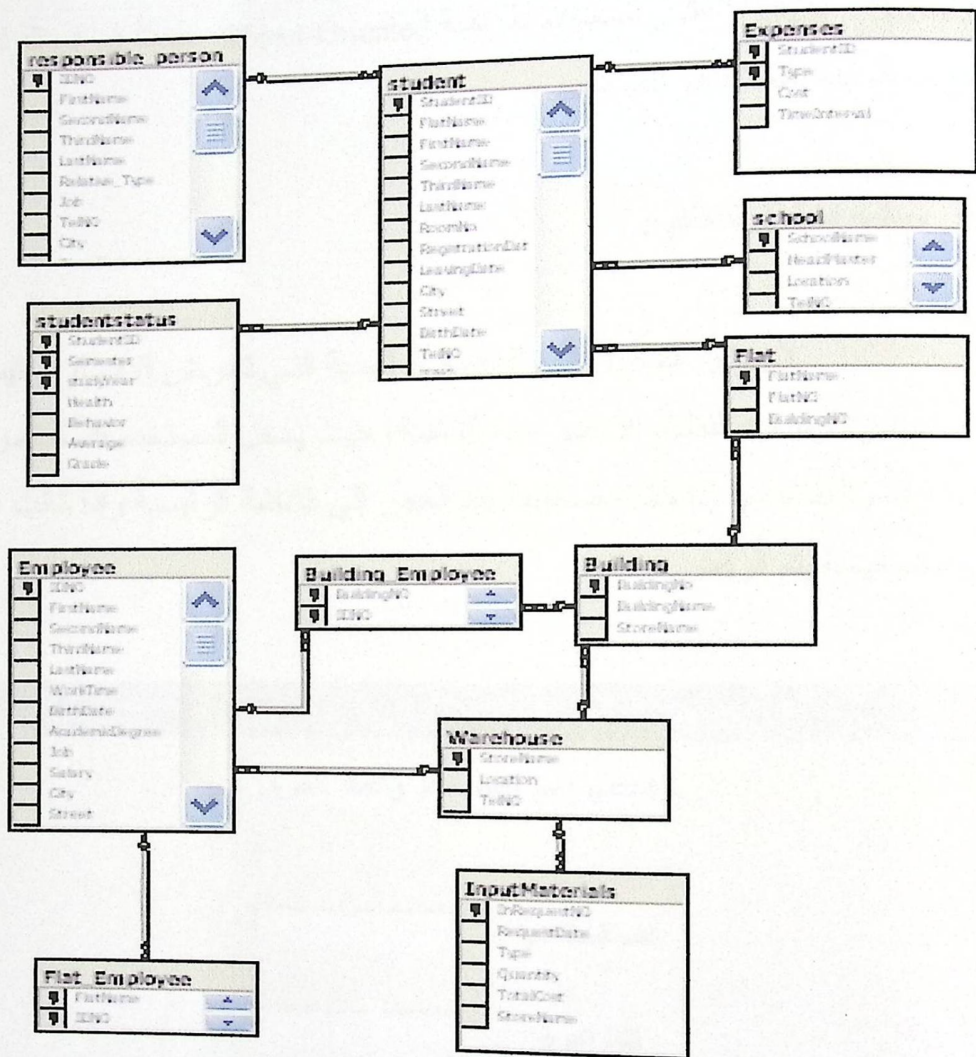 responsible_person
IDNO
FirstName
SecondName
ThirdName
LastName
Relative_Type
Job
TelNO
City
student
StudentID
FlatName
FirstName
SecondName
ThirdName
LastName
RoomNo
RegistrationDat
LeavingDate
City
Street
BirthDate
TelNO
Expenses
StudentID
Type
Cost
TimeInterval
school
SchoolName
HeadMaster
Location
TelNO
studentstatus
StudentID
Semester
studyYear
Health
Behavior
Average
Grade
Flat
FlatName
FlatNO
BuildingNO
Employee
IDNO
FirstName
SecondName
ThirdName
LastName
WorkTime
BirthDate
AcademicDegree
Job
Salary
City
Street
Building_Employee
BuildingNO
IDNO
Building
BuildingNo
BuildingName
StoreName
Warehouse
StoreName
Location
TelNO
InputMaterials
InRequestNO
RequestDate
Type
Quantity
TotalCost
StoreName
Flat_Employee
FlatName
IDNO